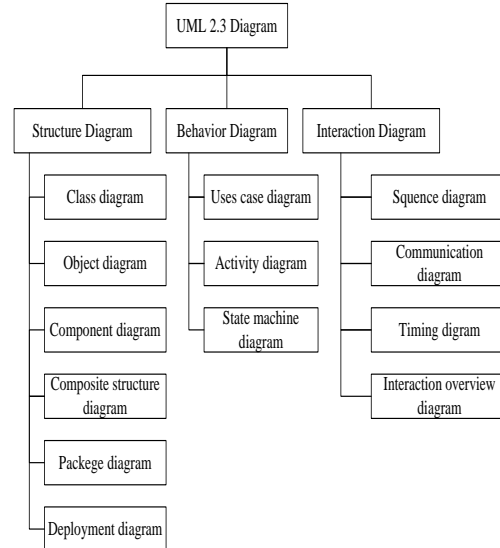 UML 2.3 Diagram
Structure Diagram
Behavior Diagram
Interaction Diagram
Class diagram
Object diagram
Component diagram
Composite structure
diagram
Packege diagram
Deployment diagram
Uses case diagram
Activity diagram
State machine
diagram
Squence diagram
Communication
diagram
Timing digram
Interaction overview
diagram